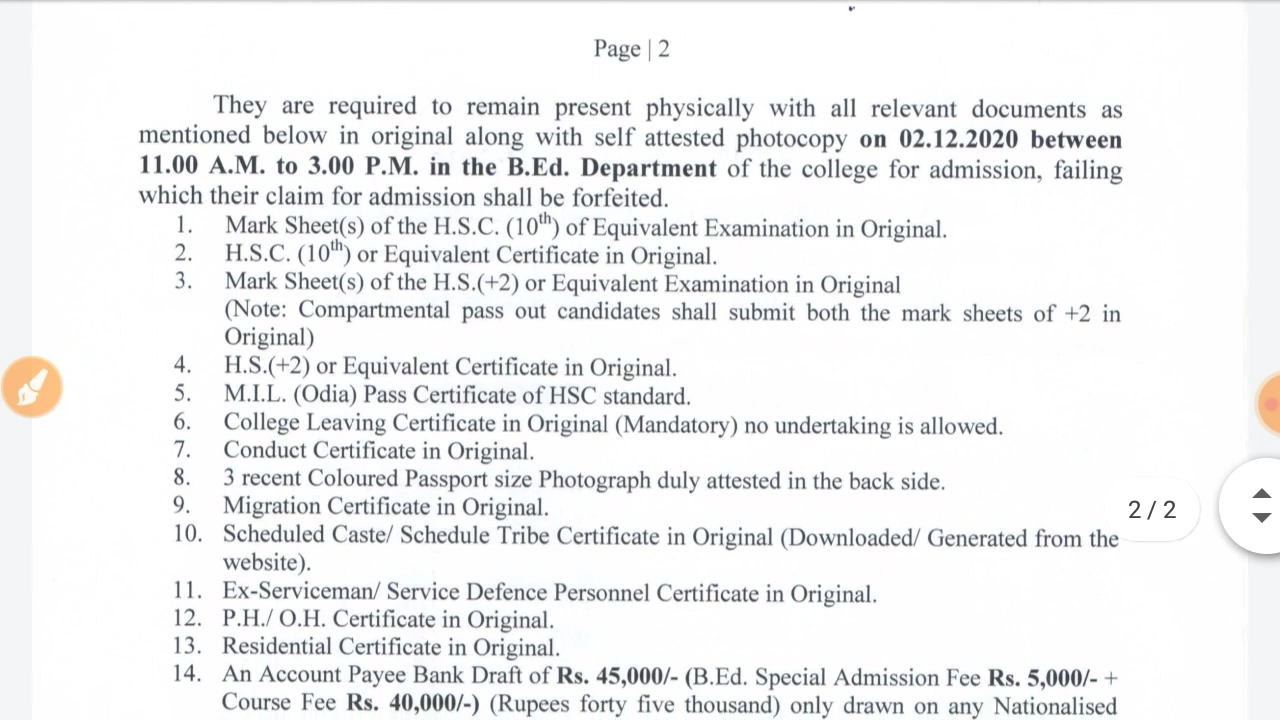 Page | 2
They are required to remain present physically with all relevant documents as
mentioned below in original along with self attested photocopy on 02.12.2020 between
11.00 A.M. to 3.00 P.M. in the B.Ed. Department of the college for admission, failing
which their claim for admission shall be forfeited.
1. Mark Sheet(s) of the H.S.C. (10th) of Equivalent Examination in Original.
2. H.S.C. (10th) or Equivalent Certificate in Original.
3. Mark Sheet(s) of the H.S.(+2) or Equivalent Examination in Original
(Note: Compartmental pass out candidates shall submit both the mark sheets of +2 in
Original)
4. H.S.(+2) or Equivalent Certificate in Original.
5. M.I.L. (Odia) Pass Certificate of HSC standard.
6. College Leaving Certificate in Original (Mandatory) no undertaking is allowed.
7. Conduct Certificate in Original.
8. 3 recent Coloured Passport size Photograph duly attested in the back side.
9. Migration Certificate in Original.
2 / 2
10. Scheduled Caste/ Schedule Tribe Certificate in Original (Downloaded/ Generated from the
website).
11. Ex-Serviceman/ Service Defence Personnel Certificate in Original.
12. P.H./ O.H. Certificate in Original.
13. Residential Certificate in Original.
14. An Account Payee Bank Draft of Rs. 45,000/- (B.Ed. Special Admission Fee Rs. 5,000/- +
Course Fee Rs. 40,000/-) (Rupees forty five thousand) only drawn on any Nationalised